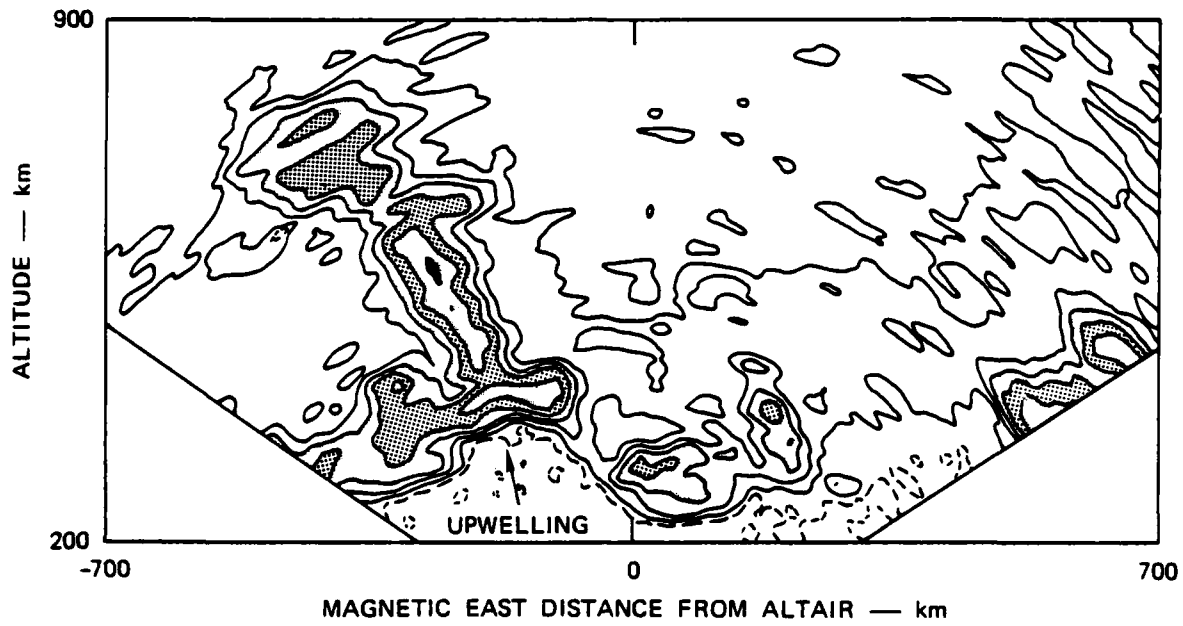 900
ALTITUDE — km
UPWELLING
200
-700
0
700
MAGNETIC EAST DISTANCE FROM ALTAIR — km